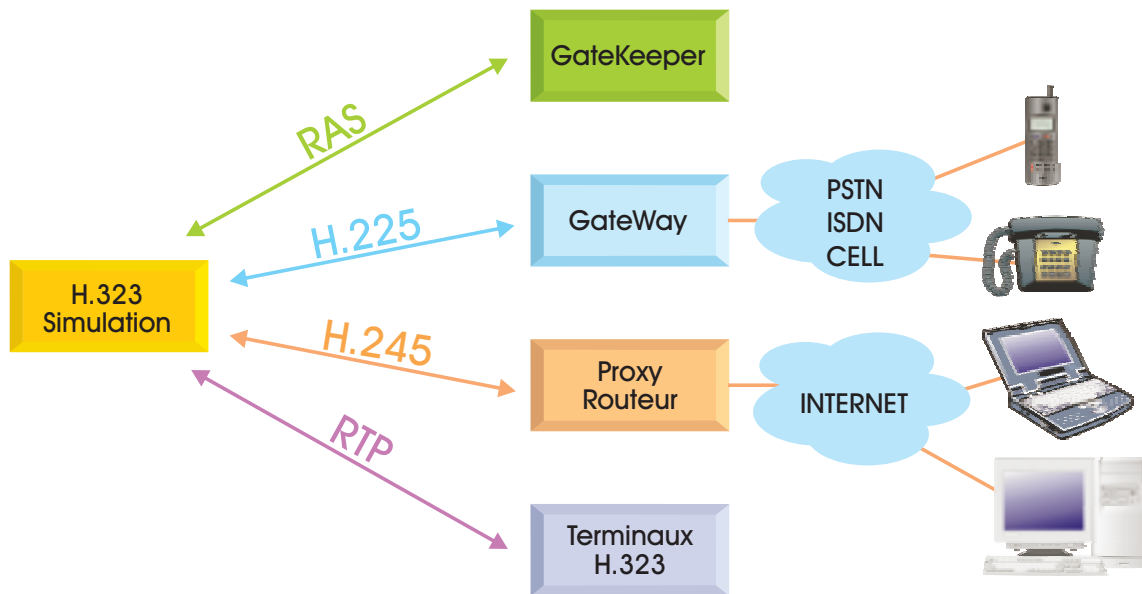 GateKeeper
RAS
H.225
GateWay
PSTN
ISDN
CELL
H.323
Simulation
H.245
Proxy
Routeur
INTERNET
RTP
Terminaux
H.323